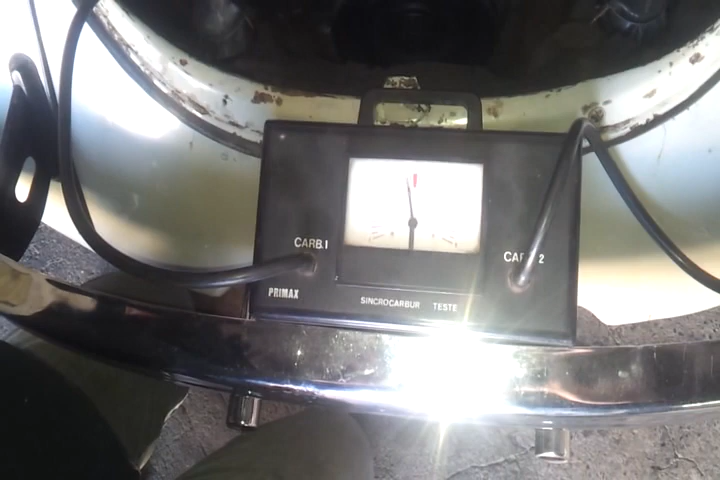 CARB.1
CARB. 2
PRIMAX
SINCROCARBUR TESTE